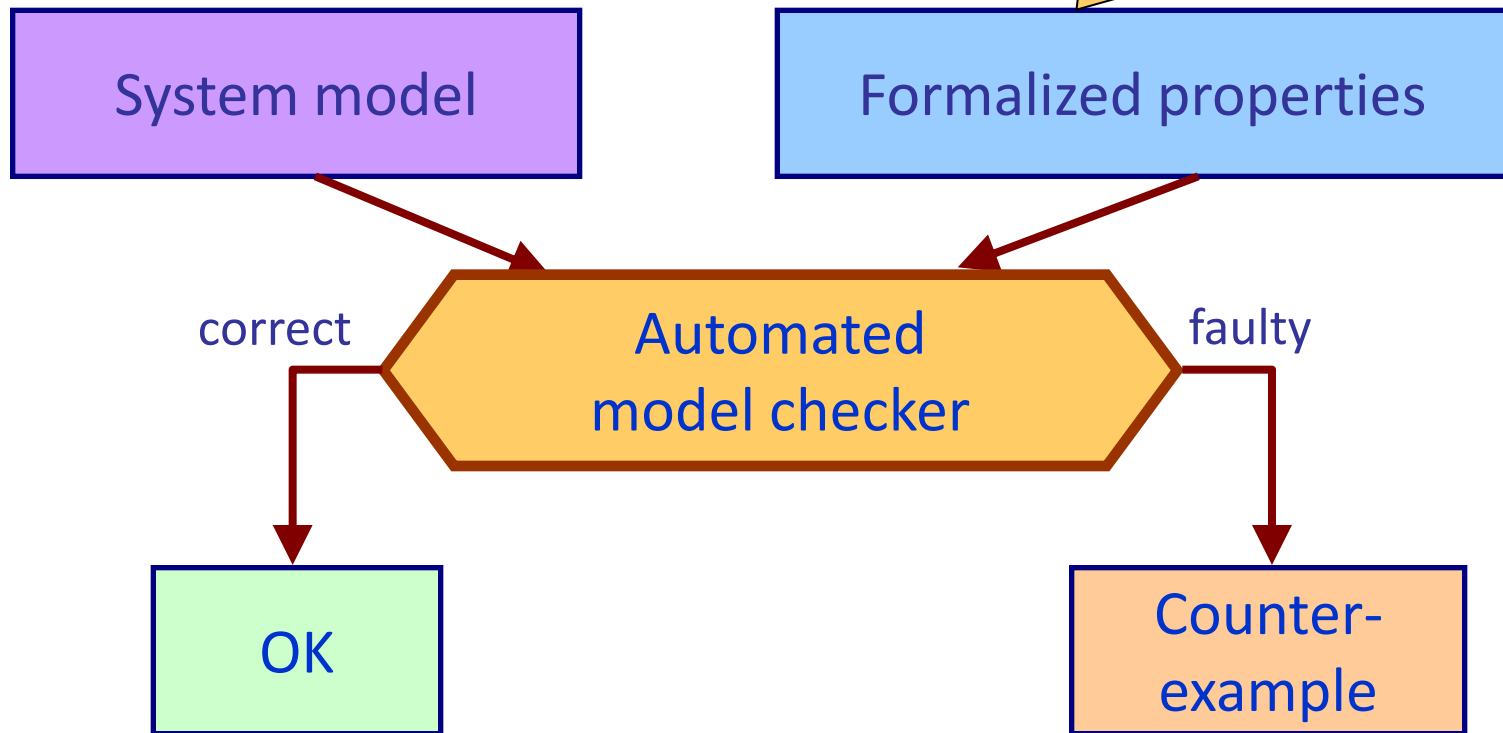 System model
Formalized properties
correct
Automated
model checker
faulty
OK
Counter-
example